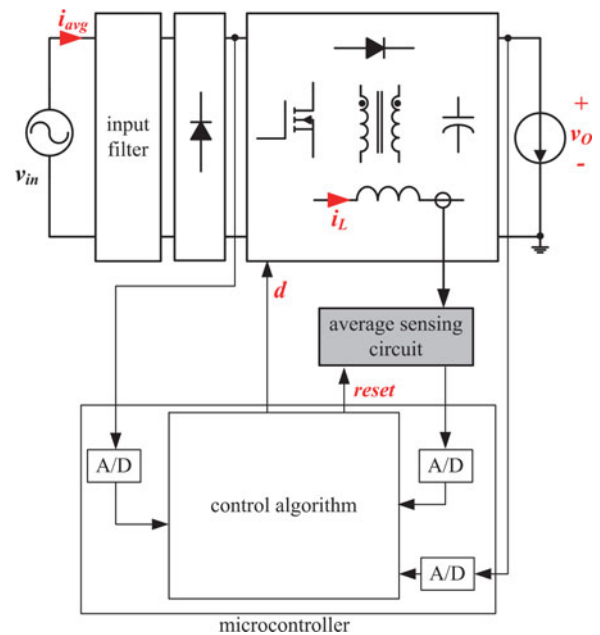 i_avg
input
filter
v_in
+
v_O
-
i_L
d
average sensing
circuit
reset
A/D
A/D
control algorithm
A/D
microcontroller